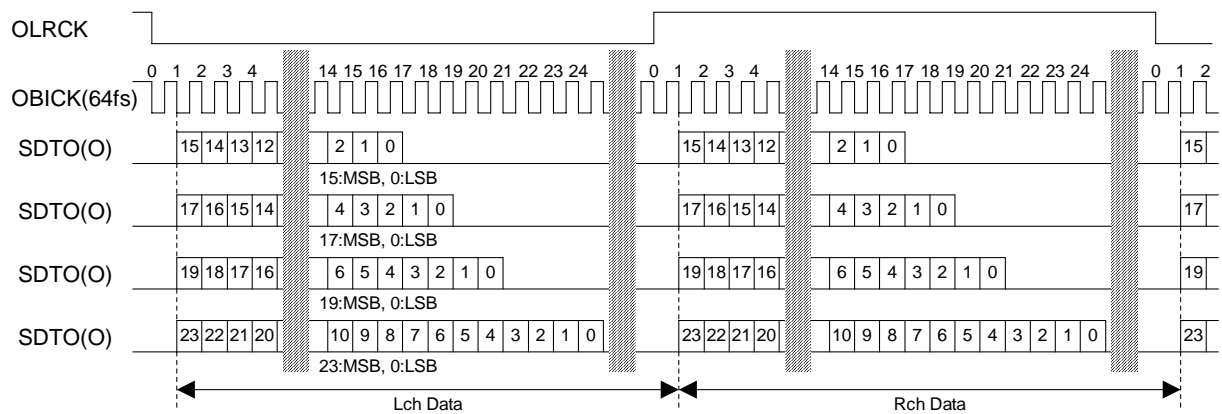 OLRCK
0 1 2 3 4 14 15 16 17 18 19 20 21 22 23 24 0 1 2 3 4 14 15 16 17 18 19 20 21 22 23 24 0 1 2
OBICK(64fs)
SDTO(O) 15 14 13 12 2 1 0 15 14 13 12 2 1 0 15
15:MSB, 0:LSB
SDTO(O) 17 16 15 14 4 3 2 1 0 17 16 15 14 4 3 2 1 0 17
17:MSB, 0:LSB
SDTO(O) 19 18 17 16 6 5 4 3 2 1 0 19 18 17 16 6 5 4 3 2 1 0 19
19:MSB, 0:LSB
SDTO(O) 23 22 21 20 10 9 8 7 6 5 4 3 2 1 0 23 22 21 20 10 9 8 7 6 5 4 3 2 1 0 23
23:MSB, 0:LSB
Lch Data Rch Data